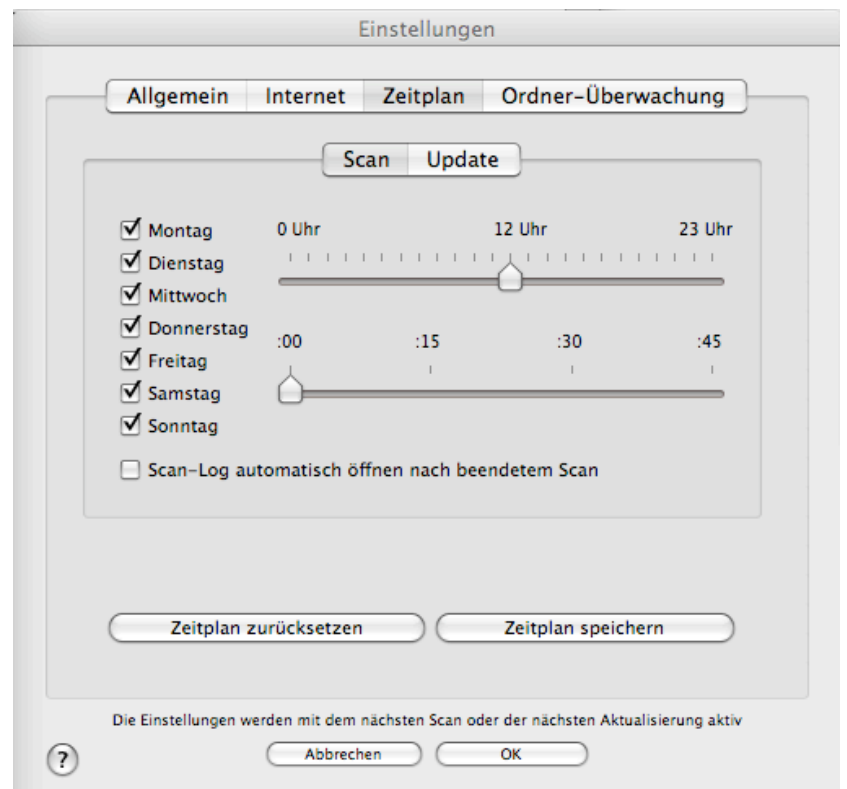 Einstellungen
Allgemein Internet Zeitplan Ordner-Überwachung
Scan Update
Montag
Dienstag
Mittwoch
Donnerstag
Freitag
Samstag
Sonntag
0 Uhr 12 Uhr 23 Uhr
:00 :15 :30 :45
Scan-Log automatisch öffnen nach beendetem Scan
Zeitplan zurücksetzen Zeitplan speichern
Die Einstellungen werden mit dem nächsten Scan oder der nächsten Aktualisierung aktiv
? Abbrechen OK